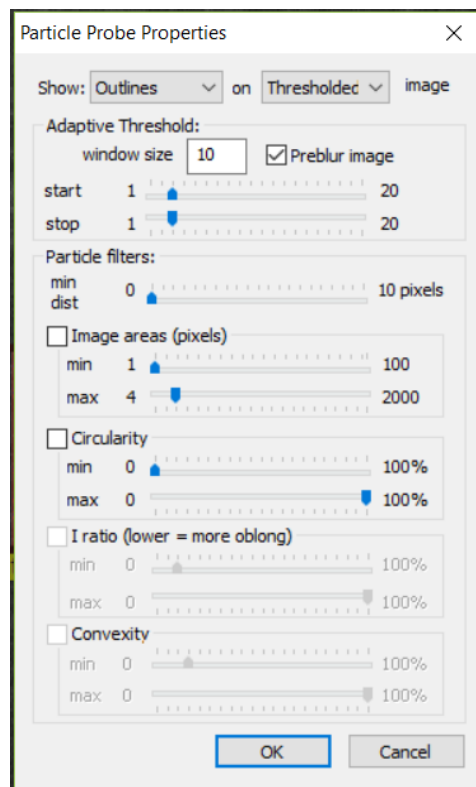 Particle Probe Properties
Show: Outlines on Thresholded image
Adaptive Threshold:
window size 10 Preblur image
start 1 20
stop 1 20
Particle filters:
min dist 0 10 pixels
Image areas (pixels)
min 1 100
max 4 2000
Circularity
min 0 100%
max 0 100%
I ratio (lower = more oblong)
min 0 100%
max 0 100%
Convexity
min 0 100%
max 0 100%
OK Cancel